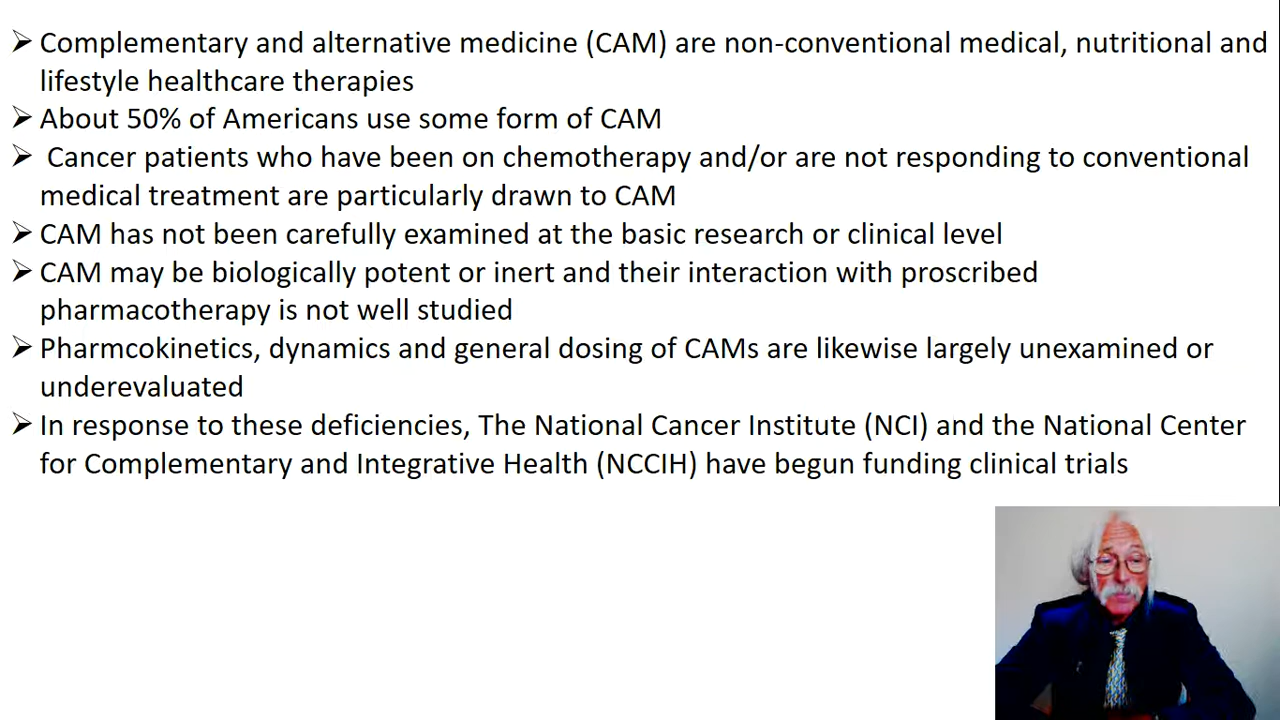 ➢ Complementary and alternative medicine (CAM) are non-conventional medical, nutritional and
lifestyle healthcare therapies
➢ About 50% of Americans use some form of CAM
➢ Cancer patients who have been on chemotherapy and/or are not responding to conventional
medical treatment are particularly drawn to CAM
➢ CAM has not been carefully examined at the basic research or clinical level
➢ CAM may be biologically potent or inert and their interaction with proscribed
pharmacotherapy is not well studied
➢ Pharmcokinetics, dynamics and general dosing of CAMs are likewise largely unexamined or
underevaluated
➢ In response to these deficiencies, The National Cancer Institute (NCI) and the National Center
for Complementary and Integrative Health (NCCIH) have begun funding clinical trials